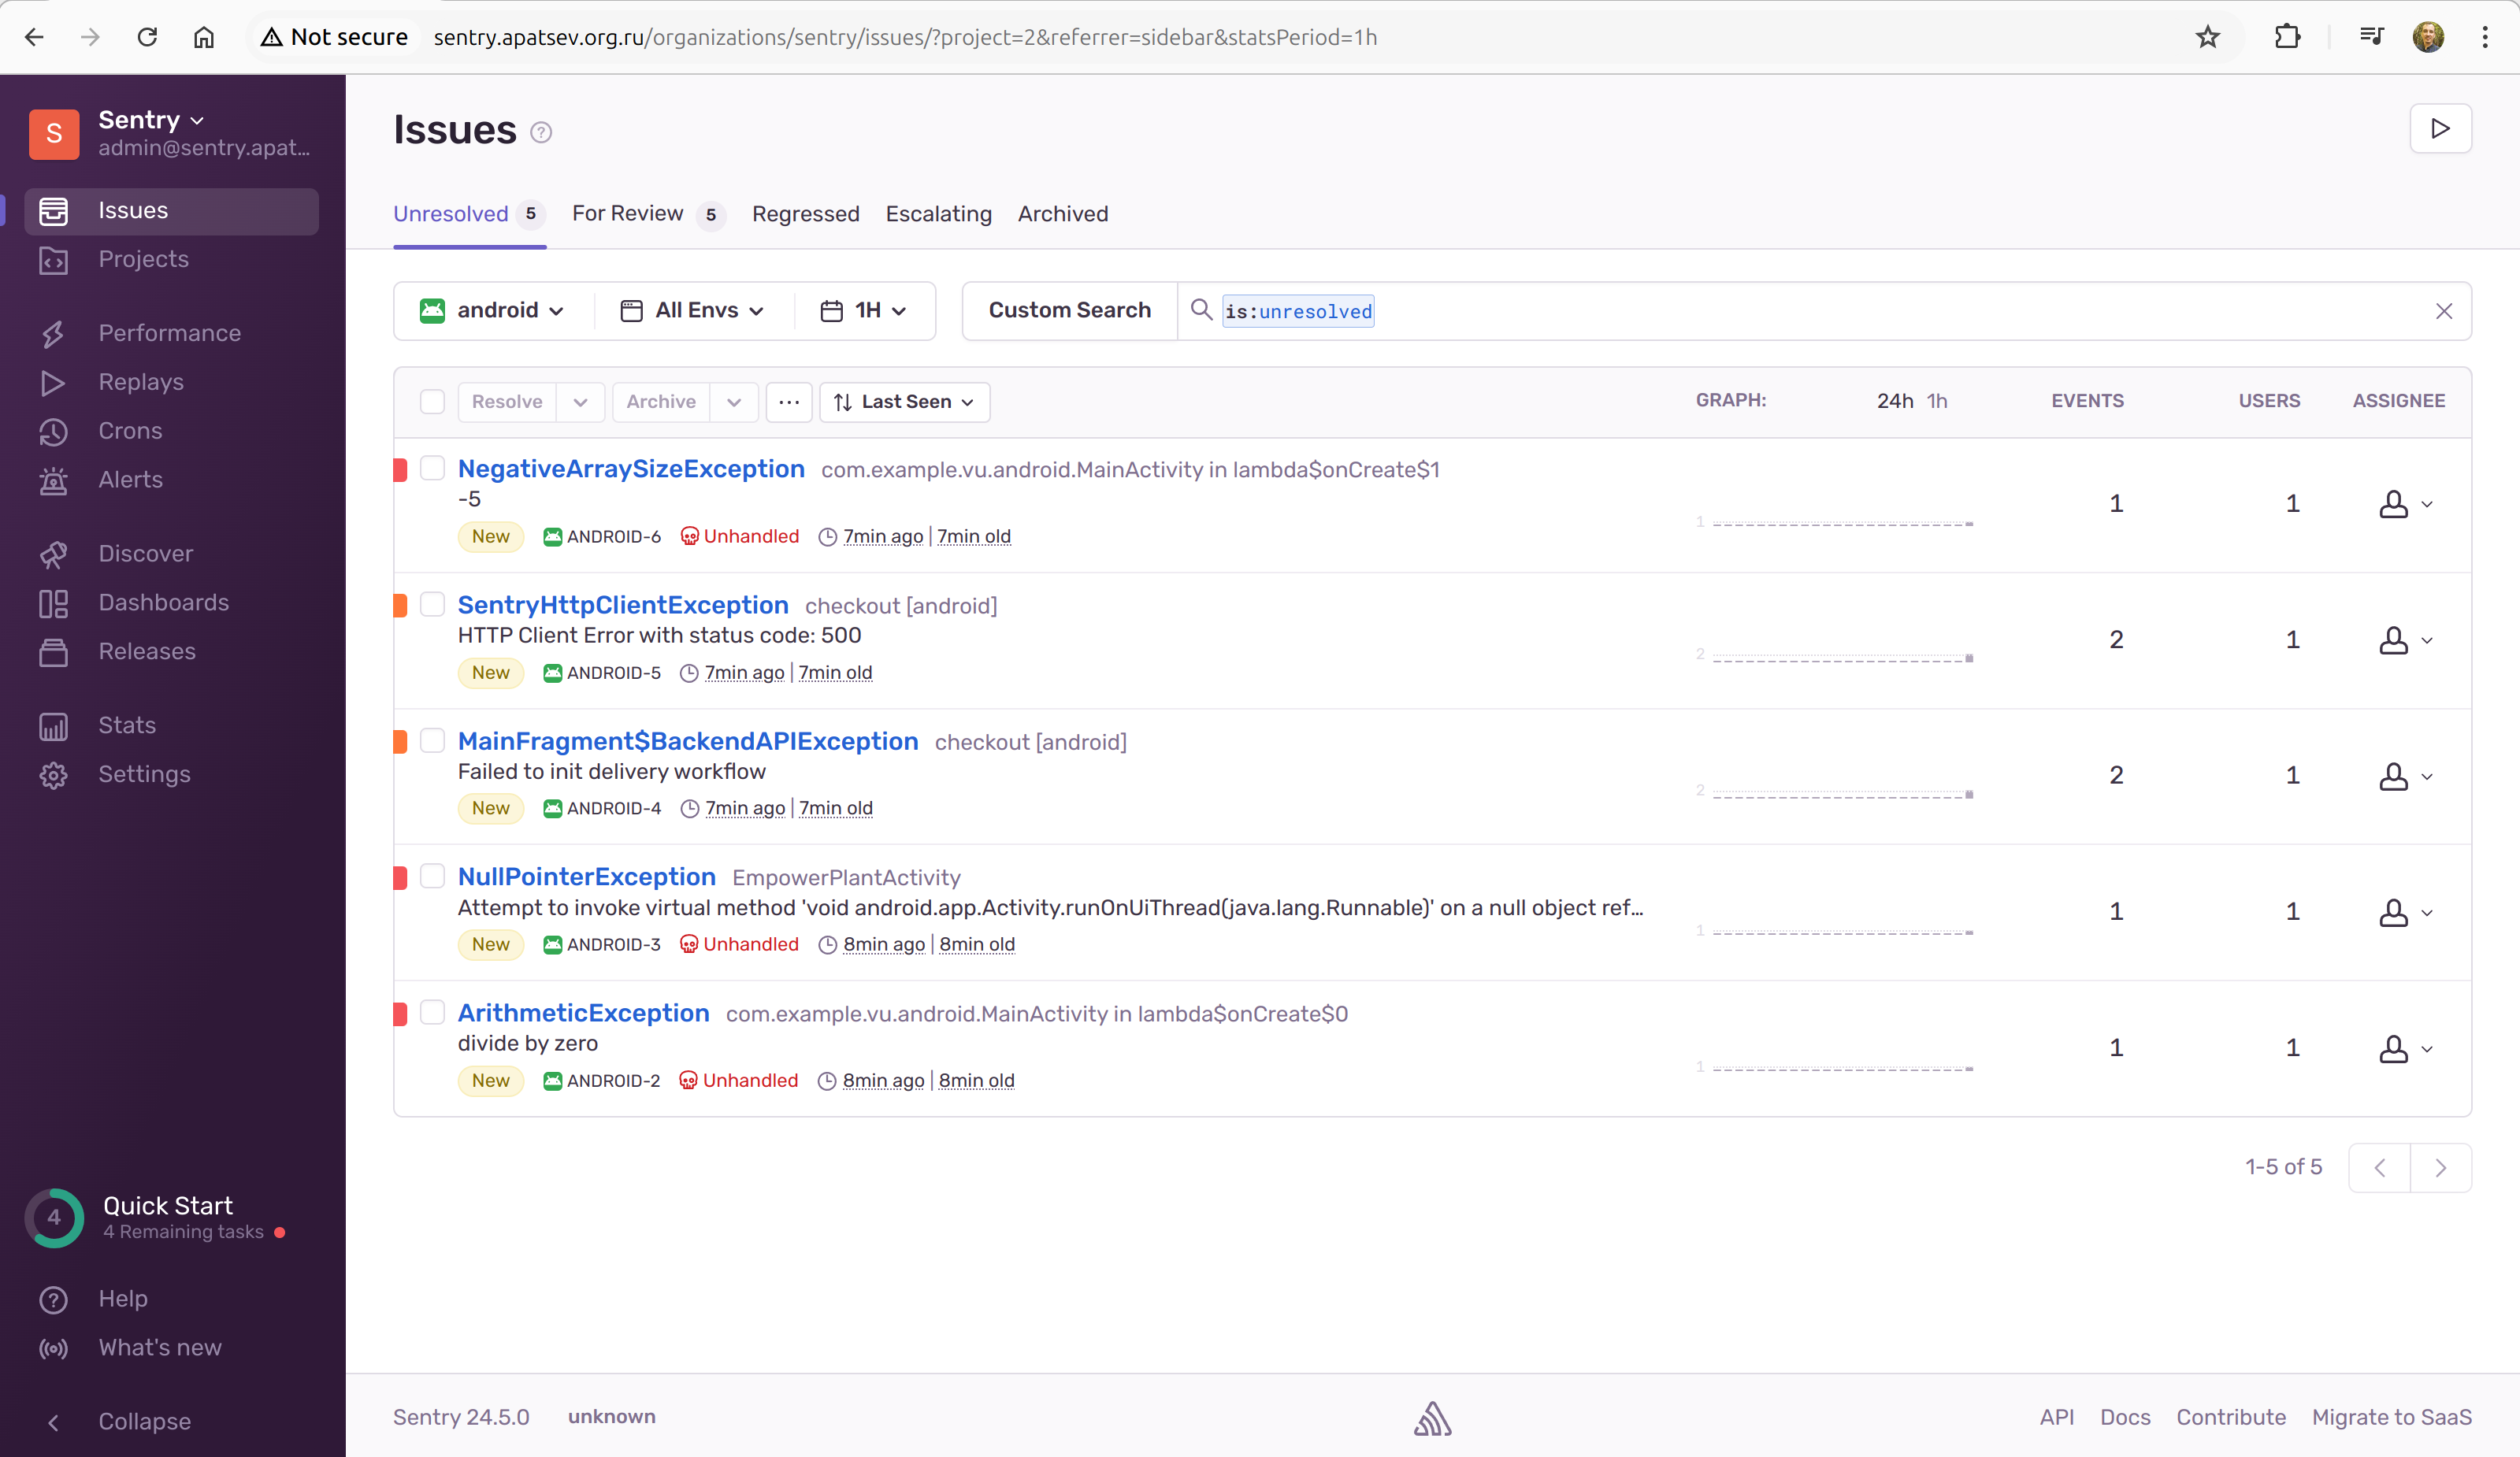 Not secure sentry.apatsev.org.ru/organizations/sentry/issues/?project=2&referrer=sidebar&statsPeriod=1h
S
Sentry
admin@sentry.apat...
Issues
Projects
Performance
Replays
Crons
Alerts
Discover
Dashboards
Releases
Stats
Settings
4
Quick Start
4 Remaining tasks
Help
What's new
Collapse
Issues
Unresolved 5 For Review 5 Regressed Escalating Archived
android All Envs 1H Custom Search is:unresolved
Resolve Archive Last Seen GRAPH: 24h 1h EVENTS USERS ASSIGNEE
NegativeArraySizeException com.example.vu.android.MainActivity in lambda$onCreate$1
-5
New ANDROID-6 Unhandled 7min ago | 7min old
1 1 1
SentryHttpClientException checkout [android]
HTTP Client Error with status code: 500
New ANDROID-5 7min ago | 7min old
2 2 1
MainFragment$BackendAPIException checkout [android]
Failed to init delivery workflow
New ANDROID-4 7min ago | 7min old
2 2 1
NullPointerException EmpowerPlantActivity
Attempt to invoke virtual method 'void android.app.Activity.runOnUiThread(java.lang.Runnable)' on a null object ref...
New ANDROID-3 Unhandled 8min ago | 8min old
1 1 1
ArithmeticException com.example.vu.android.MainActivity in lambda$onCreate$0
divide by zero
New ANDROID-2 Unhandled 8min ago | 8min old
1 1 1
1-5 of 5
Sentry 24.5.0 unknown API Docs Contribute Migrate to SaaS